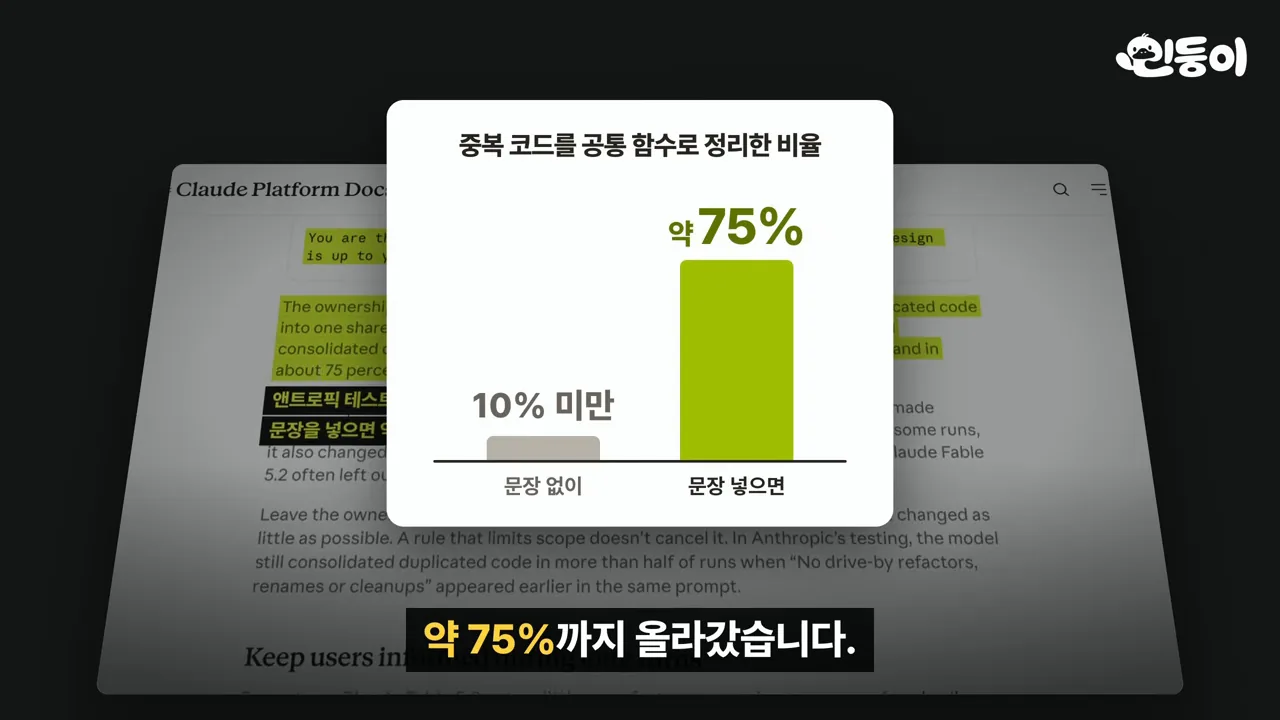 인둥이
중복 코드를 공통 함수로 정리한 비율
Claude Platform Docs
약 75%
You are th
esign
is up to y
The ownershi
cated code
into one share
consolidated
and in
about 75 perce
10% 미만
앤트로픽 테스트
made
문장을 넣으면
some runs,
it also changed
laude Fable
5.2 often left ou
문장 없이
문장 넣으면
Leave the owne
changed as
little as possible. A rule that limits scope doesn't cancel it. In Anthropic's testing, the model
still consolidated duplicated code in more than half of runs when “No drive-by refactors,
renames or cleanups” appeared earlier in the same prompt.
약 75%까지 올라갔습니다.
Keep users in